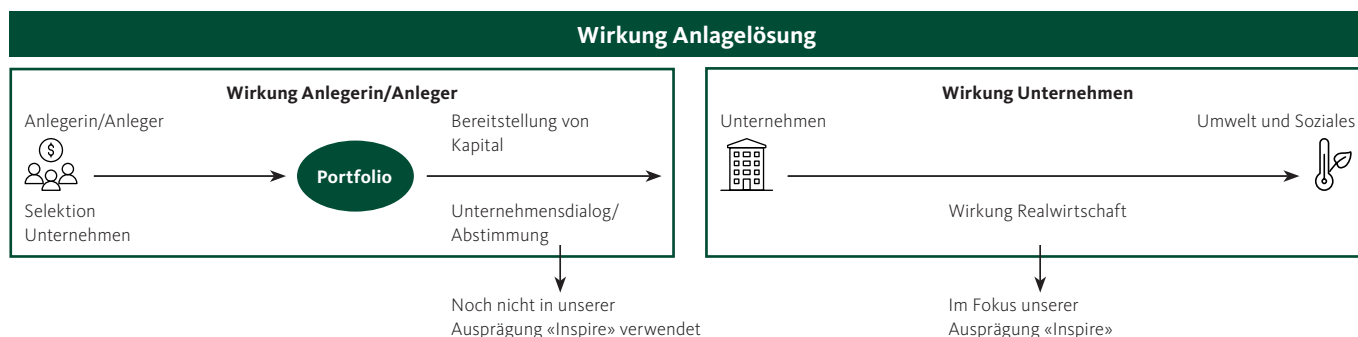 Wirkung Anlagelösung
Wirkung Anlegerin/Anleger
Anlegerin/Anleger
$
Selektion
Unternehmen
Portfolio
Bereitstellung von
Kapital
Unternehmensdialog/
Abstimmung
Noch nicht in unserer
Ausprägung «Inspire» verwendet
Wirkung Unternehmen
Unternehmen
Umwelt und Soziales
Wirkung Realwirtschaft
Im Fokus unserer
Ausprägung «Inspire»